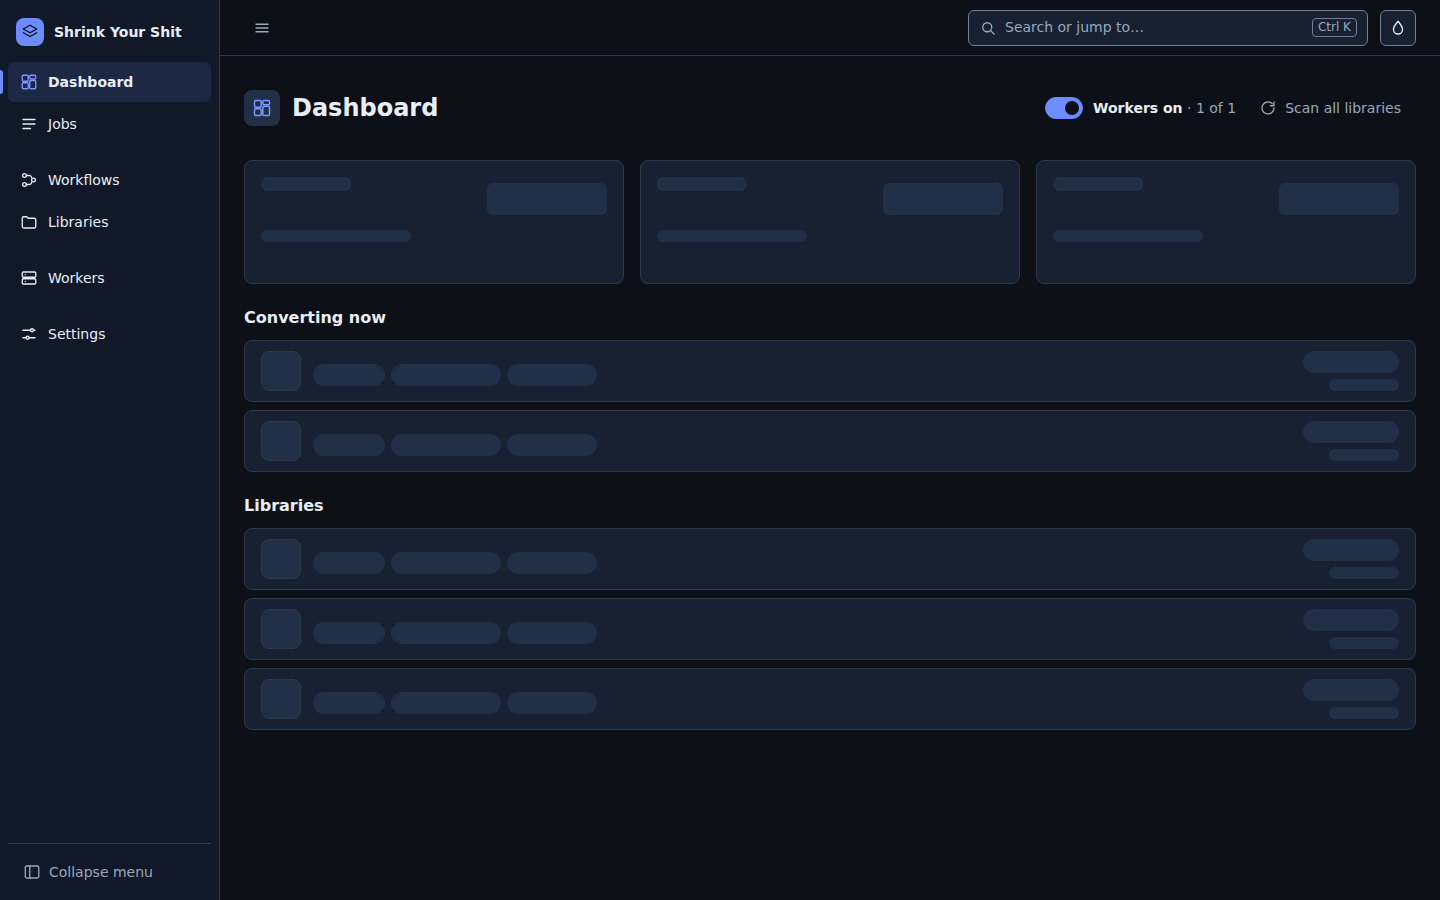 Shrink Your Shit
Search or jump to...
Ctrl K
Dashboard
Jobs
Workflows
Libraries
Workers
Settings
Collapse menu
Dashboard
Workers on · 1 of 1
Scan all libraries
Converting now
Libraries